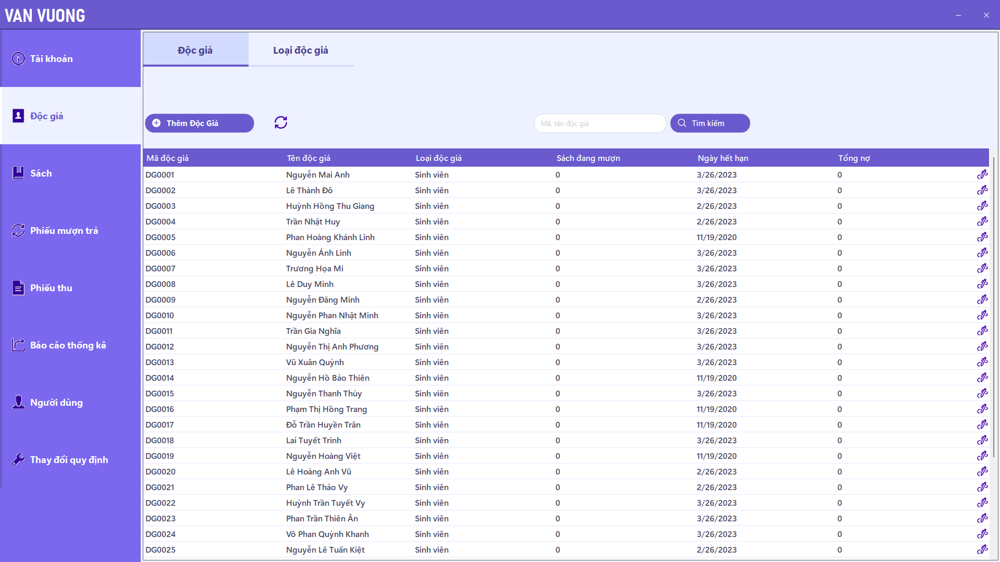 VAN VUONG
Tài khoản
Độc giả
Sách
Phiếu mượn trả
Phiếu thu
Báo cáo thống kê
Người dùng
Thay đổi quy định
Độc giả Loại độc giả
Thêm Độc Giả Mã, tên độc giả Tìm kiếm
Mã độc giả Tên độc giả Loại độc giả Sách đang mượn Ngày hết hạn Tổng nợ
DG0001 Nguyễn Mai Anh Sinh viên 0 3/26/2023 0
DG0002 Lê Thành Đô Sinh viên 0 3/26/2023 0
DG0003 Huỳnh Hồng Thu Giang Sinh viên 0 2/26/2023 0
DG0004 Trần Nhật Huy Sinh viên 0 2/26/2023 0
DG0005 Phan Hoàng Khánh Linh Sinh viên 0 11/19/2020 0
DG0006 Nguyễn Ánh Linh Sinh viên 0 3/26/2023 0
DG0007 Trương Họa Mi Sinh viên 0 3/26/2023 0
DG0008 Lê Duy Minh Sinh viên 0 3/26/2023 0
DG0009 Nguyễn Đăng Minh Sinh viên 0 2/26/2023 0
DG0010 Nguyễn Phan Nhật Minh Sinh viên 0 3/26/2023 0
DG0011 Trần Gia Nghĩa Sinh viên 0 3/26/2023 0
DG0012 Nguyễn Thị Anh Phương Sinh viên 0 3/26/2023 0
DG0013 Vũ Xuân Quỳnh Sinh viên 0 3/26/2023 0
DG0014 Nguyễn Hồ Bảo Thiên Sinh viên 0 11/19/2020 0
DG0015 Nguyễn Thanh Thùy Sinh viên 0 3/26/2023 0
DG0016 Phạm Thị Hồng Trang Sinh viên 0 11/19/2020 0
DG0017 Đỗ Trần Huyền Trân Sinh viên 0 11/19/2020 0
DG0018 Lai Tuyết Trinh Sinh viên 0 3/26/2023 0
DG0019 Nguyễn Hoàng Việt Sinh viên 0 11/19/2020 0
DG0020 Lê Hoàng Anh Vũ Sinh viên 0 2/26/2023 0
DG0021 Phan Lê Thảo Vy Sinh viên 0 2/26/2023 0
DG0022 Huỳnh Trần Tuyết Vy Sinh viên 0 3/26/2023 0
DG0023 Phan Trần Thiên Ân Sinh viên 0 3/26/2023 0
DG0024 Võ Phan Quỳnh Khanh Sinh viên 0 3/26/2023 0
DG0025 Nguyễn Lê Tuấn Kiệt Sinh viên 0 2/26/2023 0